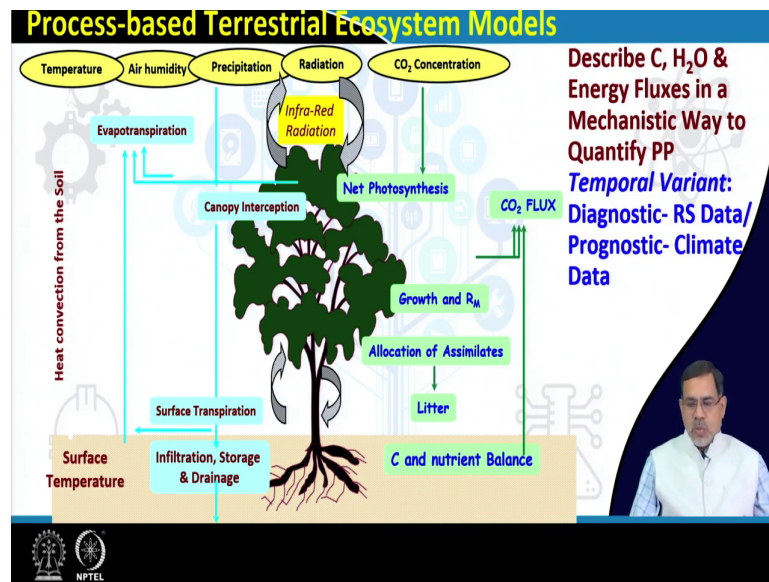 Process-based Terrestrial Ecosystem Models
Temperature
Air humidity
Precipitation
Radiation
CO₂ Concentration
Describe C, H₂O &
Energy Fluxes in a
Mechanistic Way to
Quantify PP
Temporal Variant:
Diagnostic- RS Data/
Prognostic- Climate
Data
Infra-Red
Radiation
Evapotranspiration
Net Photosynthesis
Canopy Interception
CO₂ FLUX
Heat convection from the Soil
Growth and R_M
Allocation of Assimilates
Surface Transpiration
Litter
Surface
Temperature
Infiltration, Storage
& Drainage
C and nutrient Balance
NPTEL